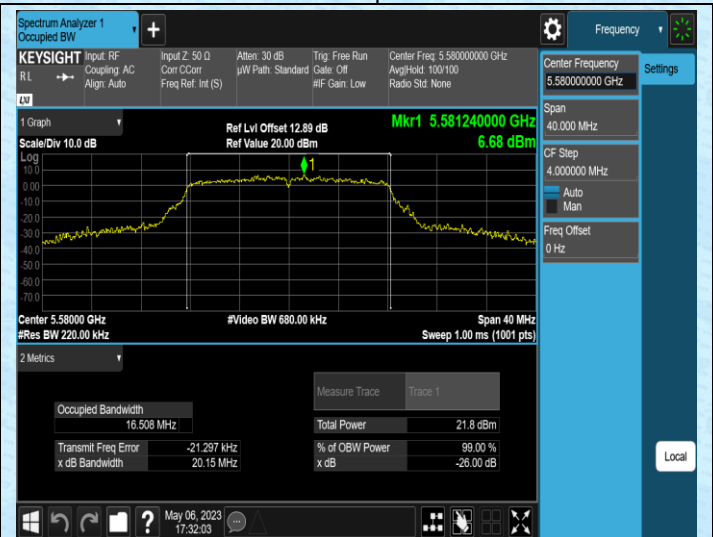 Spectrum Analyzer 1
Occupied BW
+
Frequency
KEYSIGHT
R L
LXI
Input: RF
Coupling: AC
Align: Auto
Input Z: 50 Ω
Corr CCorr
Freq Ref: Int (S)
Atten: 30 dB
µW Path: Standard
Trig: Free Run
Gate: Off
#IF Gain: Low
Center Freq: 5.580000000 GHz
Avg|Hold: 100/100
Radio Std: None
Center Frequency
5.580000000 GHz
Settings
Span
40.000 MHz
CF Step
4.000000 MHz
Auto
Man
Freq Offset
0 Hz
1 Graph
Scale/Div 10.0 dB
Ref Lvl Offset 12.89 dB
Ref Value 20.00 dBm
Mkr1 5.581240000 GHz
6.68 dBm
Log
10.0
0.00
-10.0
-20.0
-30.0
-40.0
-50.0
-60.0
-70.0
1
Center 5.58000 GHz
#Res BW 220.00 kHz
#Video BW 680.00 kHz
Span 40 MHz
Sweep 1.00 ms (1001 pts)
2 Metrics
Measure Trace Trace 1
Occupied Bandwidth
16.508 MHz
Total Power 21.8 dBm
Transmit Freq Error -21.297 kHz
% of OBW Power 99.00 %
x dB Bandwidth 20.15 MHz
x dB -26.00 dB
Local
?
May 06, 2023
17:32:03